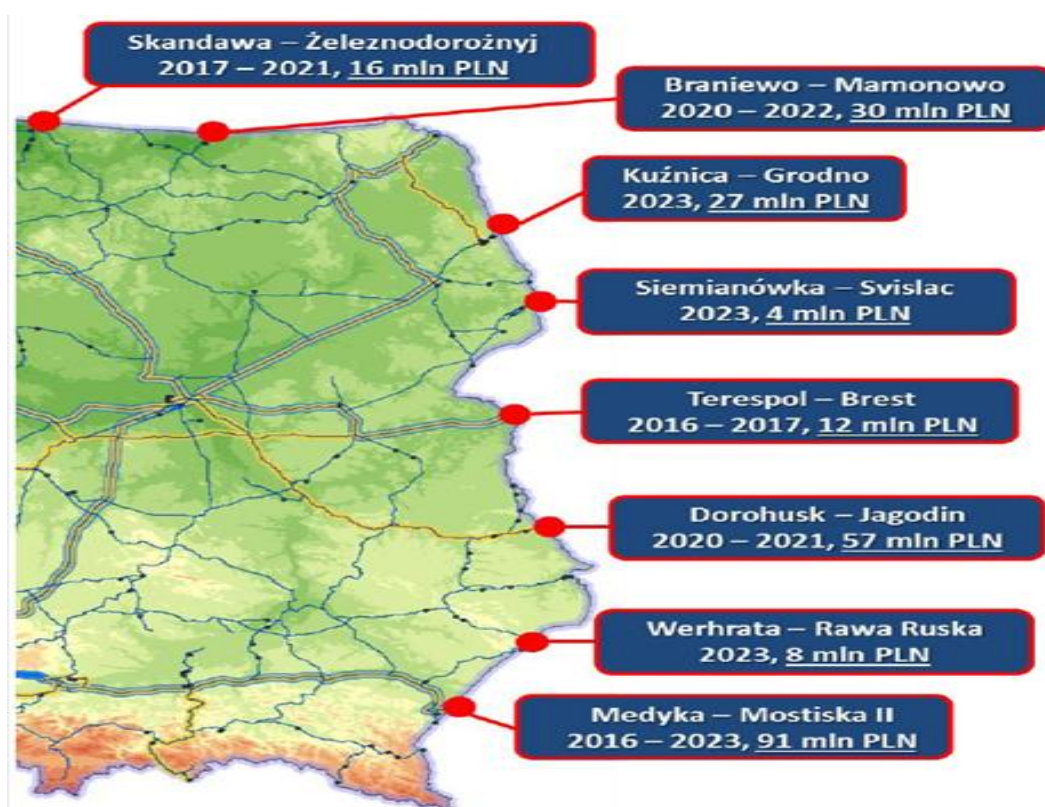 Skandawa – Żeleznodorożnyj
2017 – 2021, 16 mln PLN
Braniewo – Mamonowo
2020 – 2022, 30 mln PLN
Kuźnica – Grodno
2023, 27 mln PLN
Siemianówka – Svislac
2023, 4 mln PLN
Terespol – Brest
2016 – 2017, 12 mln PLN
Dorohusk – Jagodin
2020 – 2021, 57 mln PLN
Werhrata – Rawa Ruska
2023, 8 mln PLN
Medyka – Mostiska II
2016 – 2023, 91 mln PLN